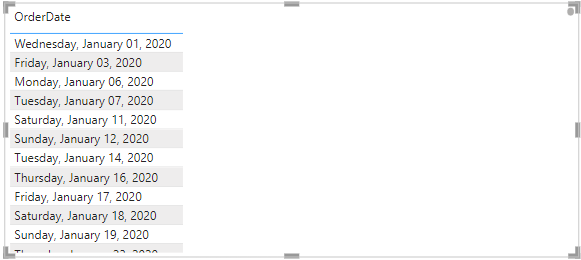 OrderDate
Wednesday, January 01, 2020
Friday, January 03, 2020
Monday, January 06, 2020
Tuesday, January 07, 2020
Saturday, January 11, 2020
Sunday, January 12, 2020
Tuesday, January 14, 2020
Thursday, January 16, 2020
Friday, January 17, 2020
Saturday, January 18, 2020
Sunday, January 19, 2020